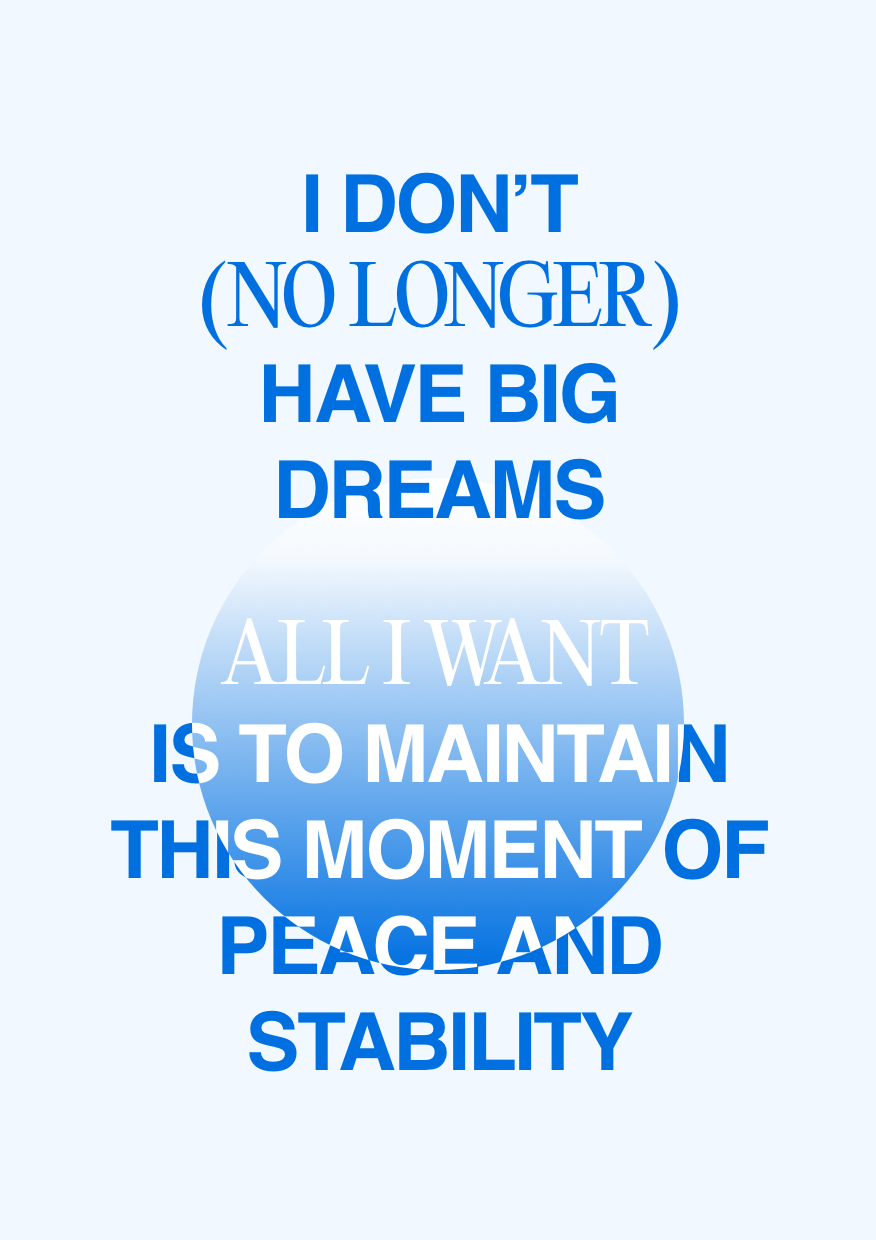 I DON’T
(NO LONGER)
HAVE BIG
DREAMS
ALL I WANT
IS TO MAINTAIN
THIS MOMENT OF
PEACE AND
STABILITY